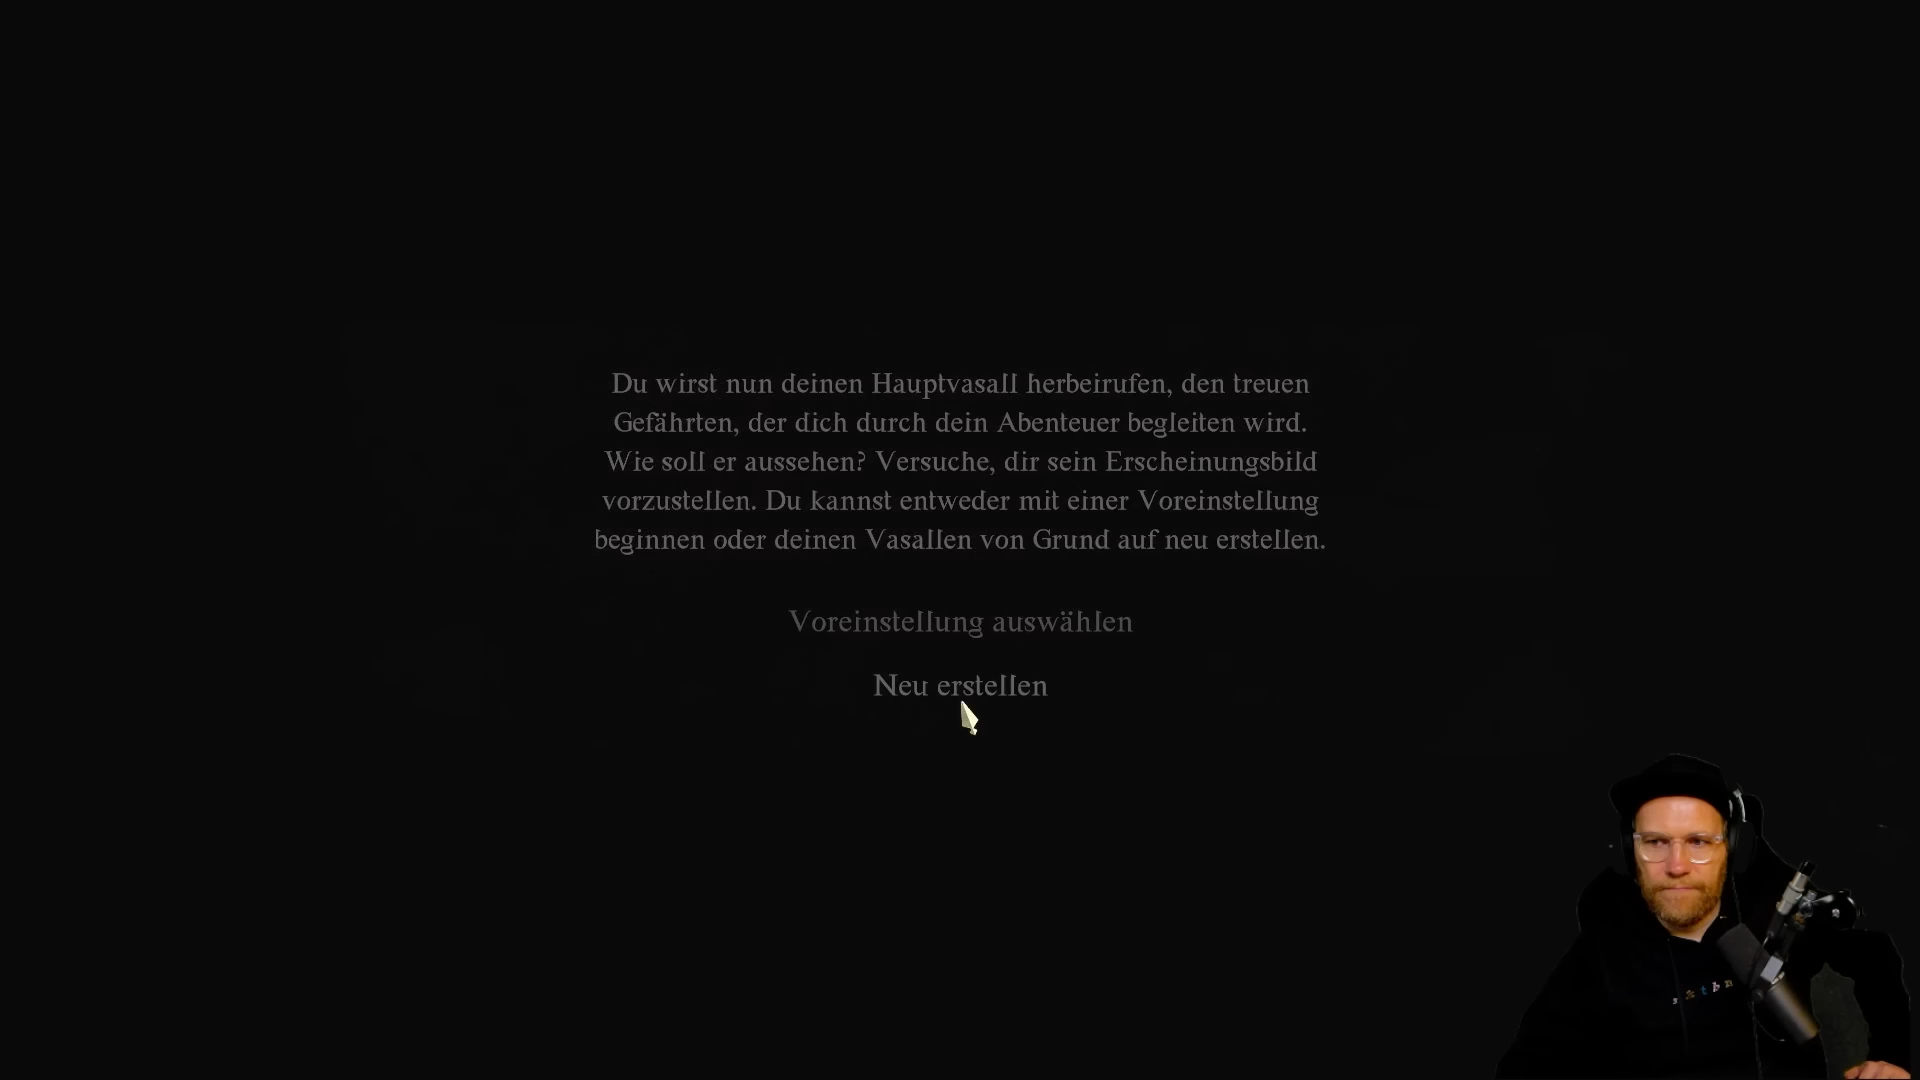 Du wirst nun deinen Hauptvasall herbeirufen, den treuen
Gefährten, der dich durch dein Abenteuer begleiten wird.
Wie soll er aussehen? Versuche, dir sein Erscheinungsbild
vorzustellen. Du kannst entweder mit einer Voreinstellung
beginnen oder deinen Vasallen von Grund auf neu erstellen.
Voreinstellung auswählen
Neu erstellen